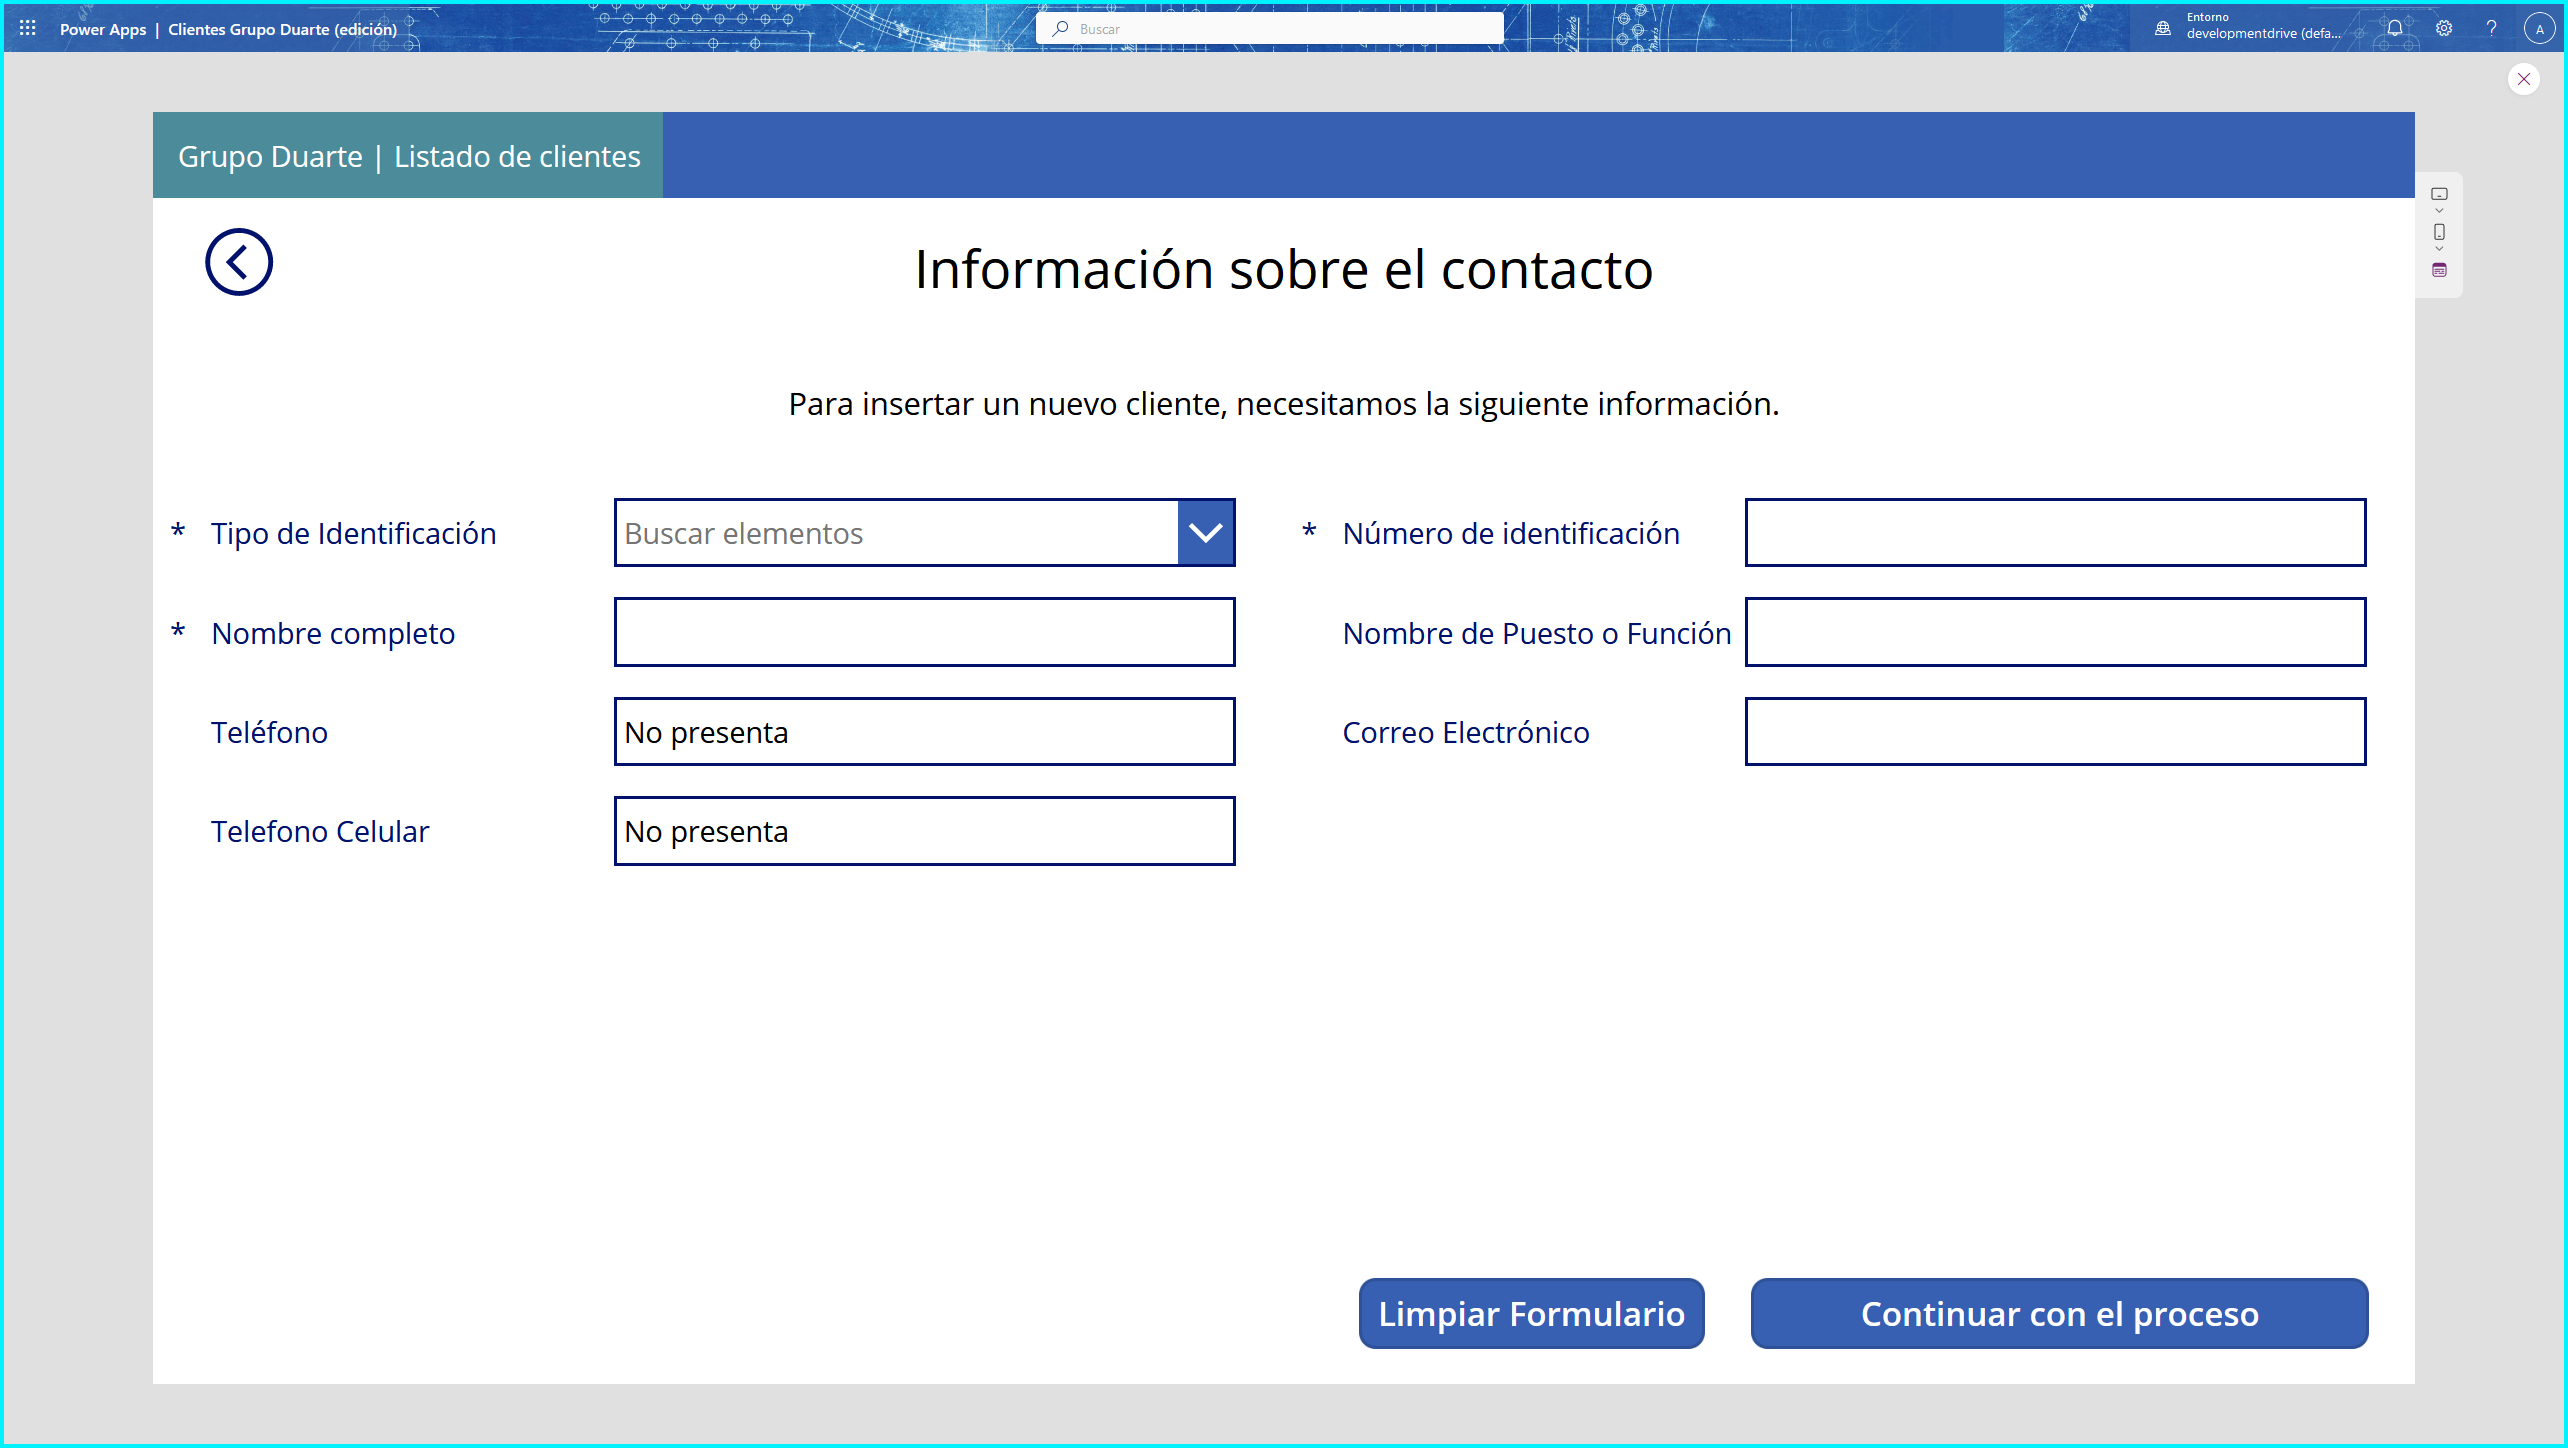 Power Apps | Clientes Grupo Duarte (edición)
Buscar
Entorno
developmentdrive (defa...
A
Grupo Duarte | Listado de clientes
Información sobre el contacto
Para insertar un nuevo cliente, necesitamos la siguiente información.
* Tipo de Identificación
Buscar elementos
* Número de identificación
* Nombre completo
Nombre de Puesto o Función
Teléfono
No presenta
Correo Electrónico
Telefono Celular
No presenta
Limpiar Formulario
Continuar con el proceso